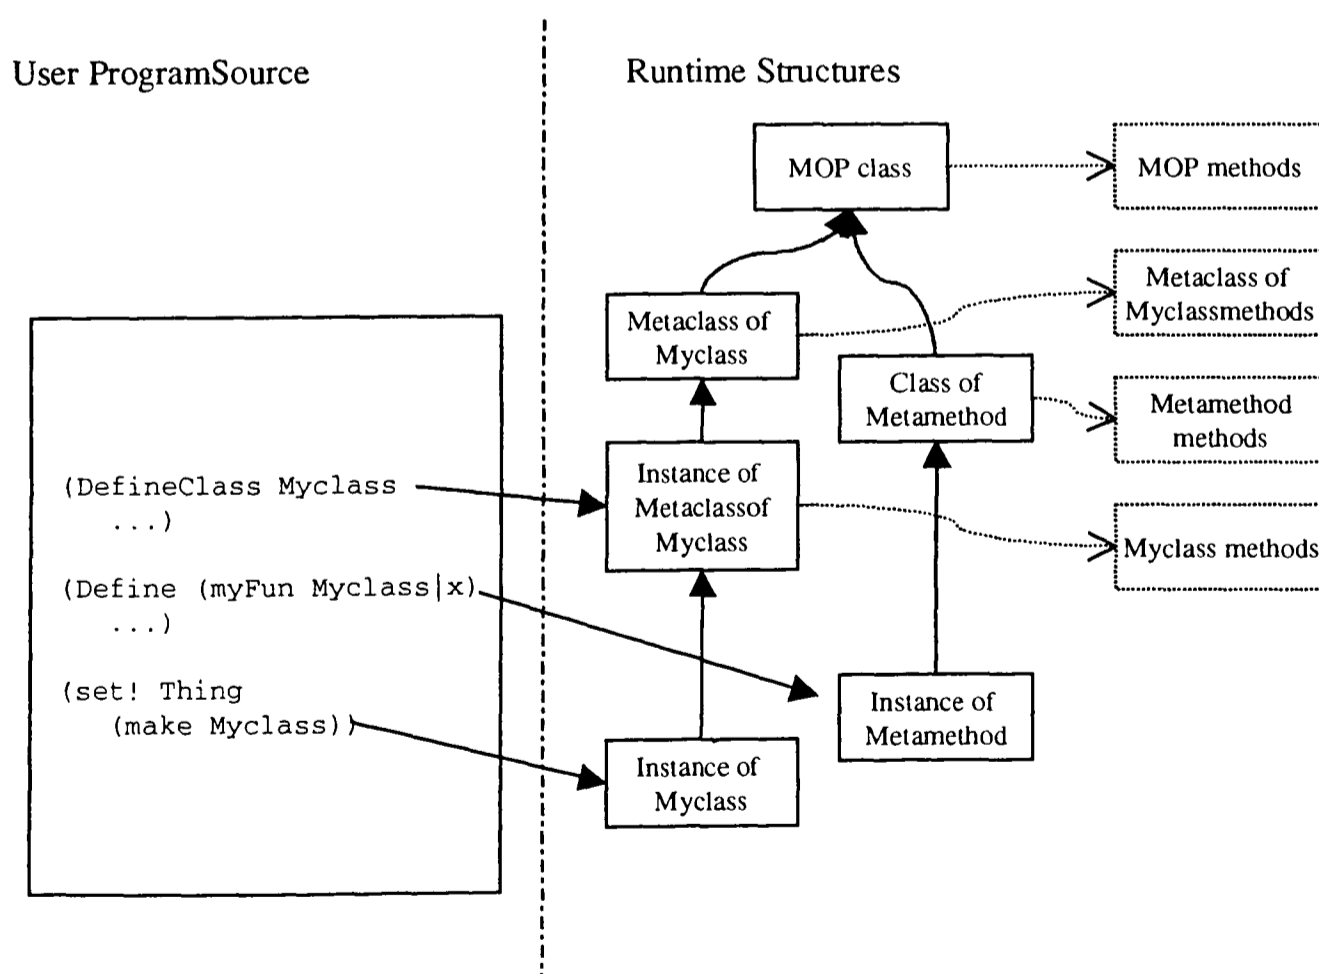 User ProgramSource
Runtime Structures
MOP class
MOP methods
Metaclass of
Myclass
Metaclass of
Myclassmethods
Class of
Metamethod
Metamethod
methods
(DefineClass Myclass
...)
Instance of
Metaclassof
Myclass
Myclass methods
(Define (myFun Myclass|x)
...)
(set! Thing
(make Myclass))
Instance of
Metamethod
Instance of
Myclass